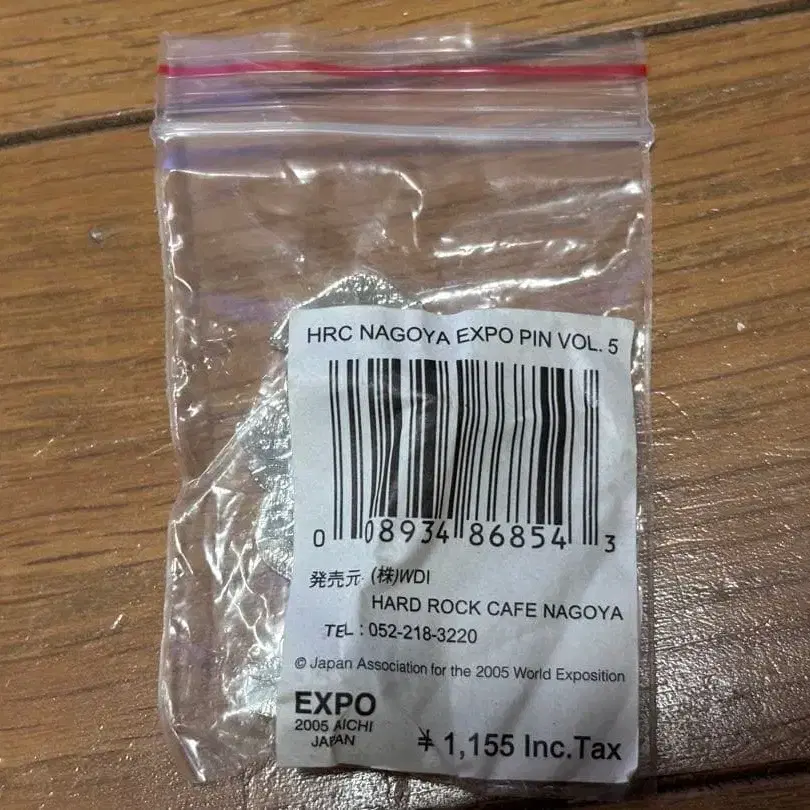 HRC NAGOYA EXPO PIN VOL. 5
0 08934 86854 3
発売元 (株)WDI
HARD ROCK CAFE NAGOYA
TEL : 052-218-3220
© Japan Association for the 2005 World Exposition
EXPO
2005 AICHI
JAPAN
¥ 1,155 Inc.Tax